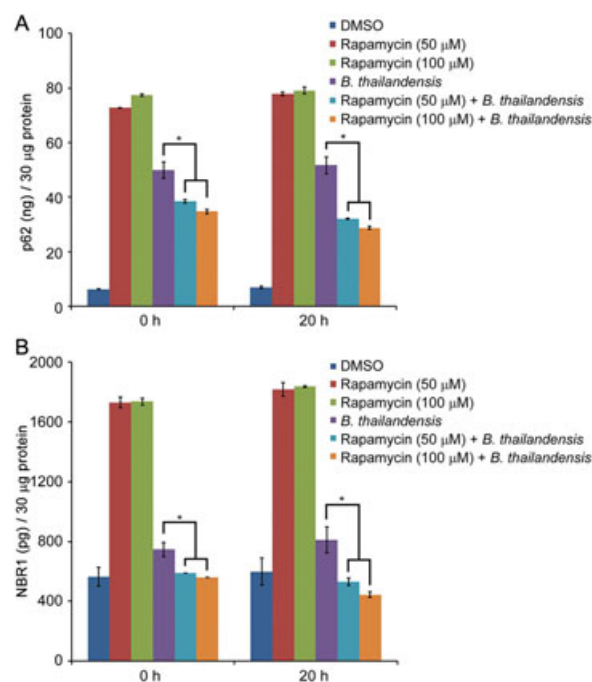 A
DMSO
Rapamycin (50 µM)
Rapamycin (100 µM)
B. thailandensis
Rapamycin (50 µM) + B. thailandensis
Rapamycin (100 µM) + B. thailandensis
p62 (ng) / 30 µg protein
100
80
60
40
20
0
*
*
0 h
20 h
B
DMSO
Rapamycin (50 µM)
Rapamycin (100 µM)
B. thailandensis
Rapamycin (50 µM) + B. thailandensis
Rapamycin (100 µM) + B. thailandensis
NBR1 (pg) / 30 µg protein
2000
1600
1200
800
400
0
*
*
0 h
20 h